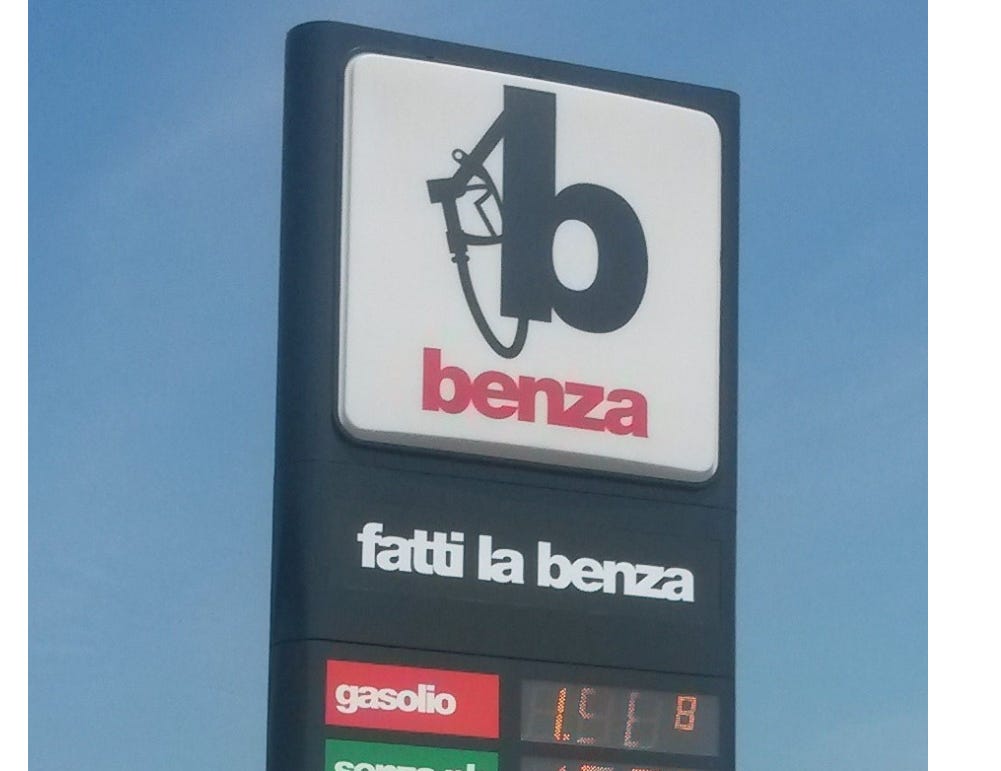 b
benza
fatti la benza
gasolio